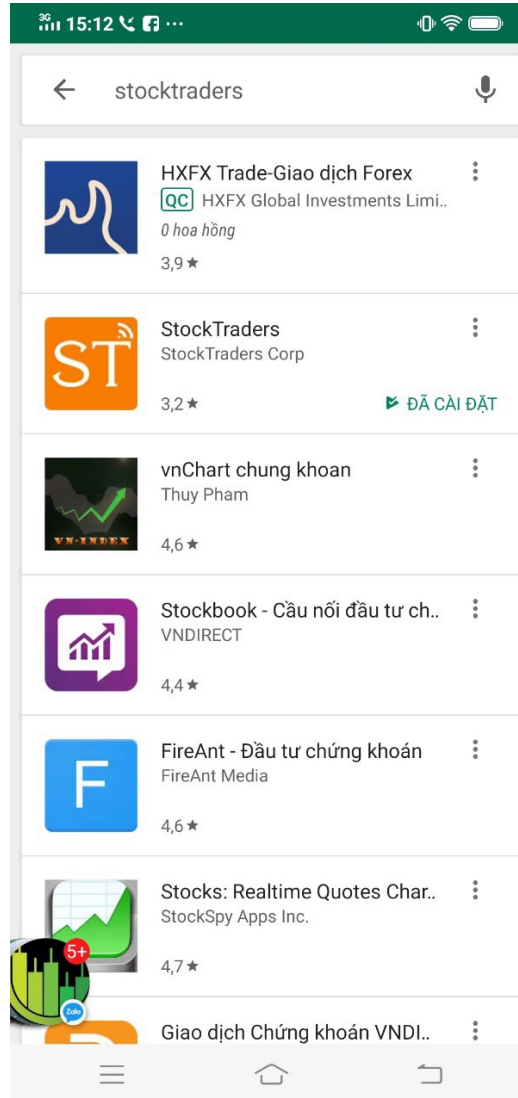 3G 15:12 ...
stocktraders
HXFX Trade-Giao dịch Forex
QC HXFX Global Investments Limi..
0 hoa hồng
3,9★
ST
StockTraders
StockTraders Corp
3,2★ ĐÃ CÀI ĐẶT
vnChart chung khoan
Thuy Pham
VN-INDEX
4,6★
Stockbook - Cầu nối đầu tư ch..
VNDIRECT
4,4★
F
FireAnt - Đầu tư chứng khoán
FireAnt Media
4,6★
Stocks: Realtime Quotes Char..
StockSpy Apps Inc.
5+
4,7★
Zalo
Giao dịch Chứng khoán VNDI..